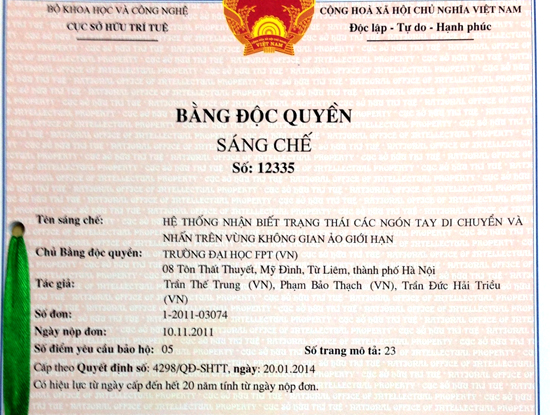 BỘ KHOA HỌC VÀ CÔNG NGHỆ
CỤC SỞ HỮU TRÍ TUỆ
VIỆT NAM
CỘNG HOÀ XÃ HỘI CHỦ NGHĨA VIỆT NAM
Độc lập - Tự do - Hạnh phúc
BẰNG ĐỘC QUYỀN
SÁNG CHẾ
Số: 12335
Tên sáng chế: HỆ THỐNG NHẬN BIẾT TRẠNG THÁI CÁC NGÓN TAY DI CHUYỂN VÀ
NHẤN TRÊN VÙNG KHÔNG GIAN ẢO GIỚI HẠN
Chủ Bằng độc quyền: TRƯỜNG ĐẠI HỌC FPT (VN)
08 Tôn Thất Thuyết, Mỹ Đình, Từ Liêm, thành phố Hà Nội
Tác giả: Trần Thế Trung (VN), Phạm Bảo Thạch (VN), Trần Đức Hải Triều
(VN)
Số đơn: 1-2011-03074
Ngày nộp đơn: 10.11.2011
Số điểm yêu cầu bảo hộ: 05 Số trang mô tả: 23
Cấp theo Quyết định số: 4298/QĐ-SHTT, ngày: 20.01.2014
Có hiệu lực từ ngày cấp đến hết 20 năm tính từ ngày nộp đơn.